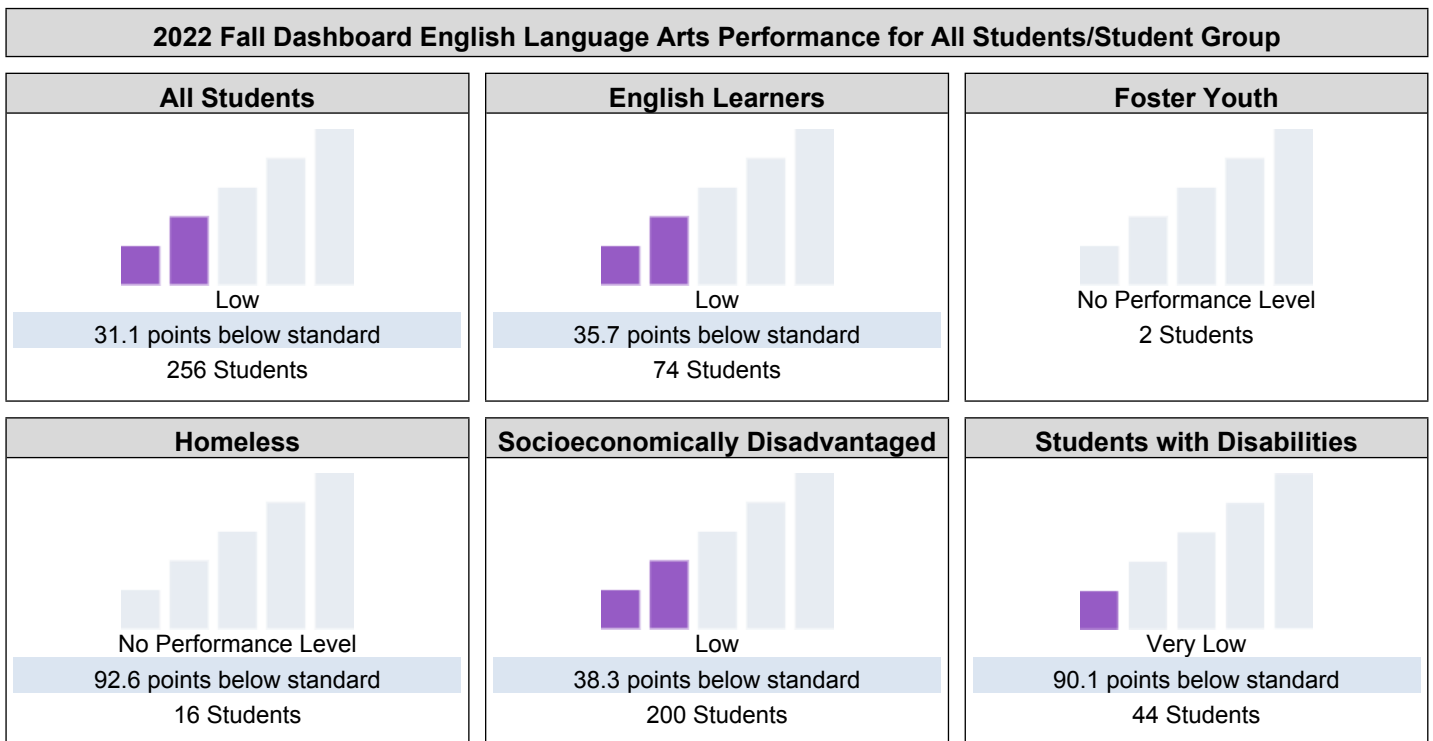 2022 Fall Dashboard English Language Arts Performance for All Students/Student Group
All Students
Low
31.1 points below standard
256 Students
English Learners
Low
35.7 points below standard
74 Students
Foster Youth
No Performance Level
2 Students
Homeless
No Performance Level
92.6 points below standard
16 Students
Socioeconomically Disadvantaged
Low
38.3 points below standard
200 Students
Students with Disabilities
Very Low
90.1 points below standard
44 Students